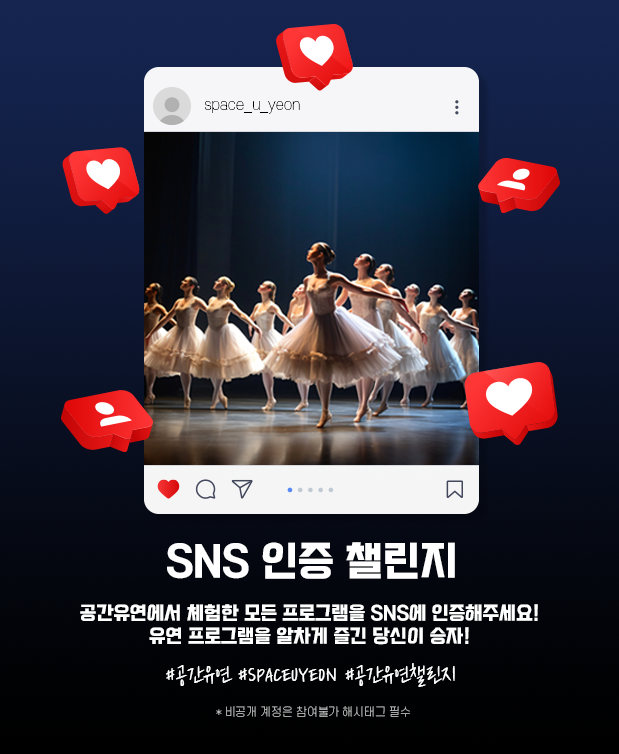 space_u_yeon
SNS 인증 챌린지
공간유연에서 체험한 모든 프로그램을 SNS에 인증해주세요!
유연 프로그램을 알차게 즐긴 당신이 승자!
#공간유연 #SPACEUYEON #공간유연챌린지
* 비공개 계정은 참여불가 해시태그 필수